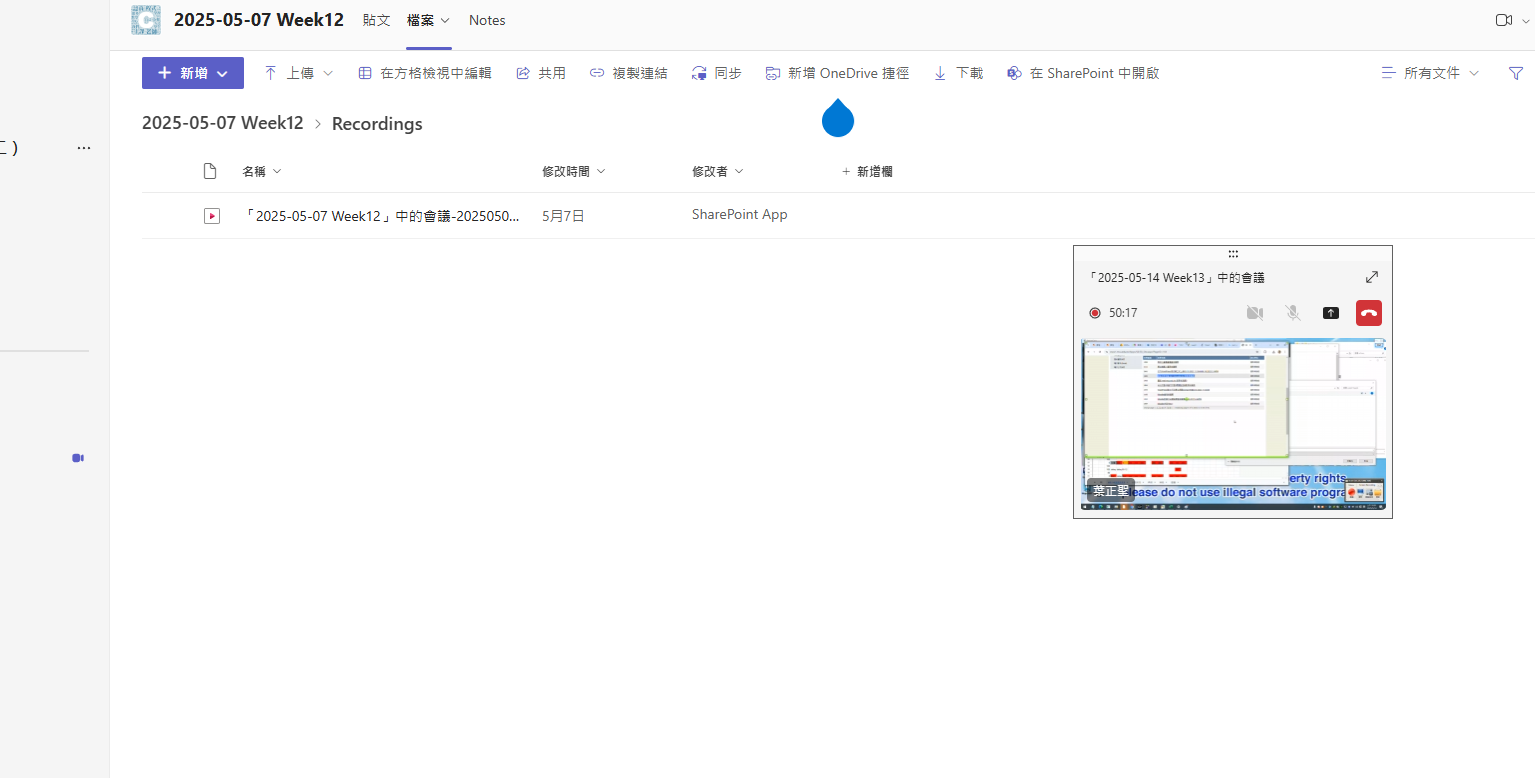 2025-05-07 Week12 貼文 檔案 Notes
新增 上傳 在方格檢視中編輯 共用 複製連結 同步 新增 OneDrive 捷徑 下載 在 SharePoint 中開啟 所有文件
2025-05-07 Week12 > Recordings
名稱 修改時間 修改者 + 新增欄
「2025-05-07 Week12」中的會議-2025050... 5月7日 SharePoint App
「2025-05-14 Week13」中的會議
50:17
erty rights
葉正聖 lease do not use illegal software progra